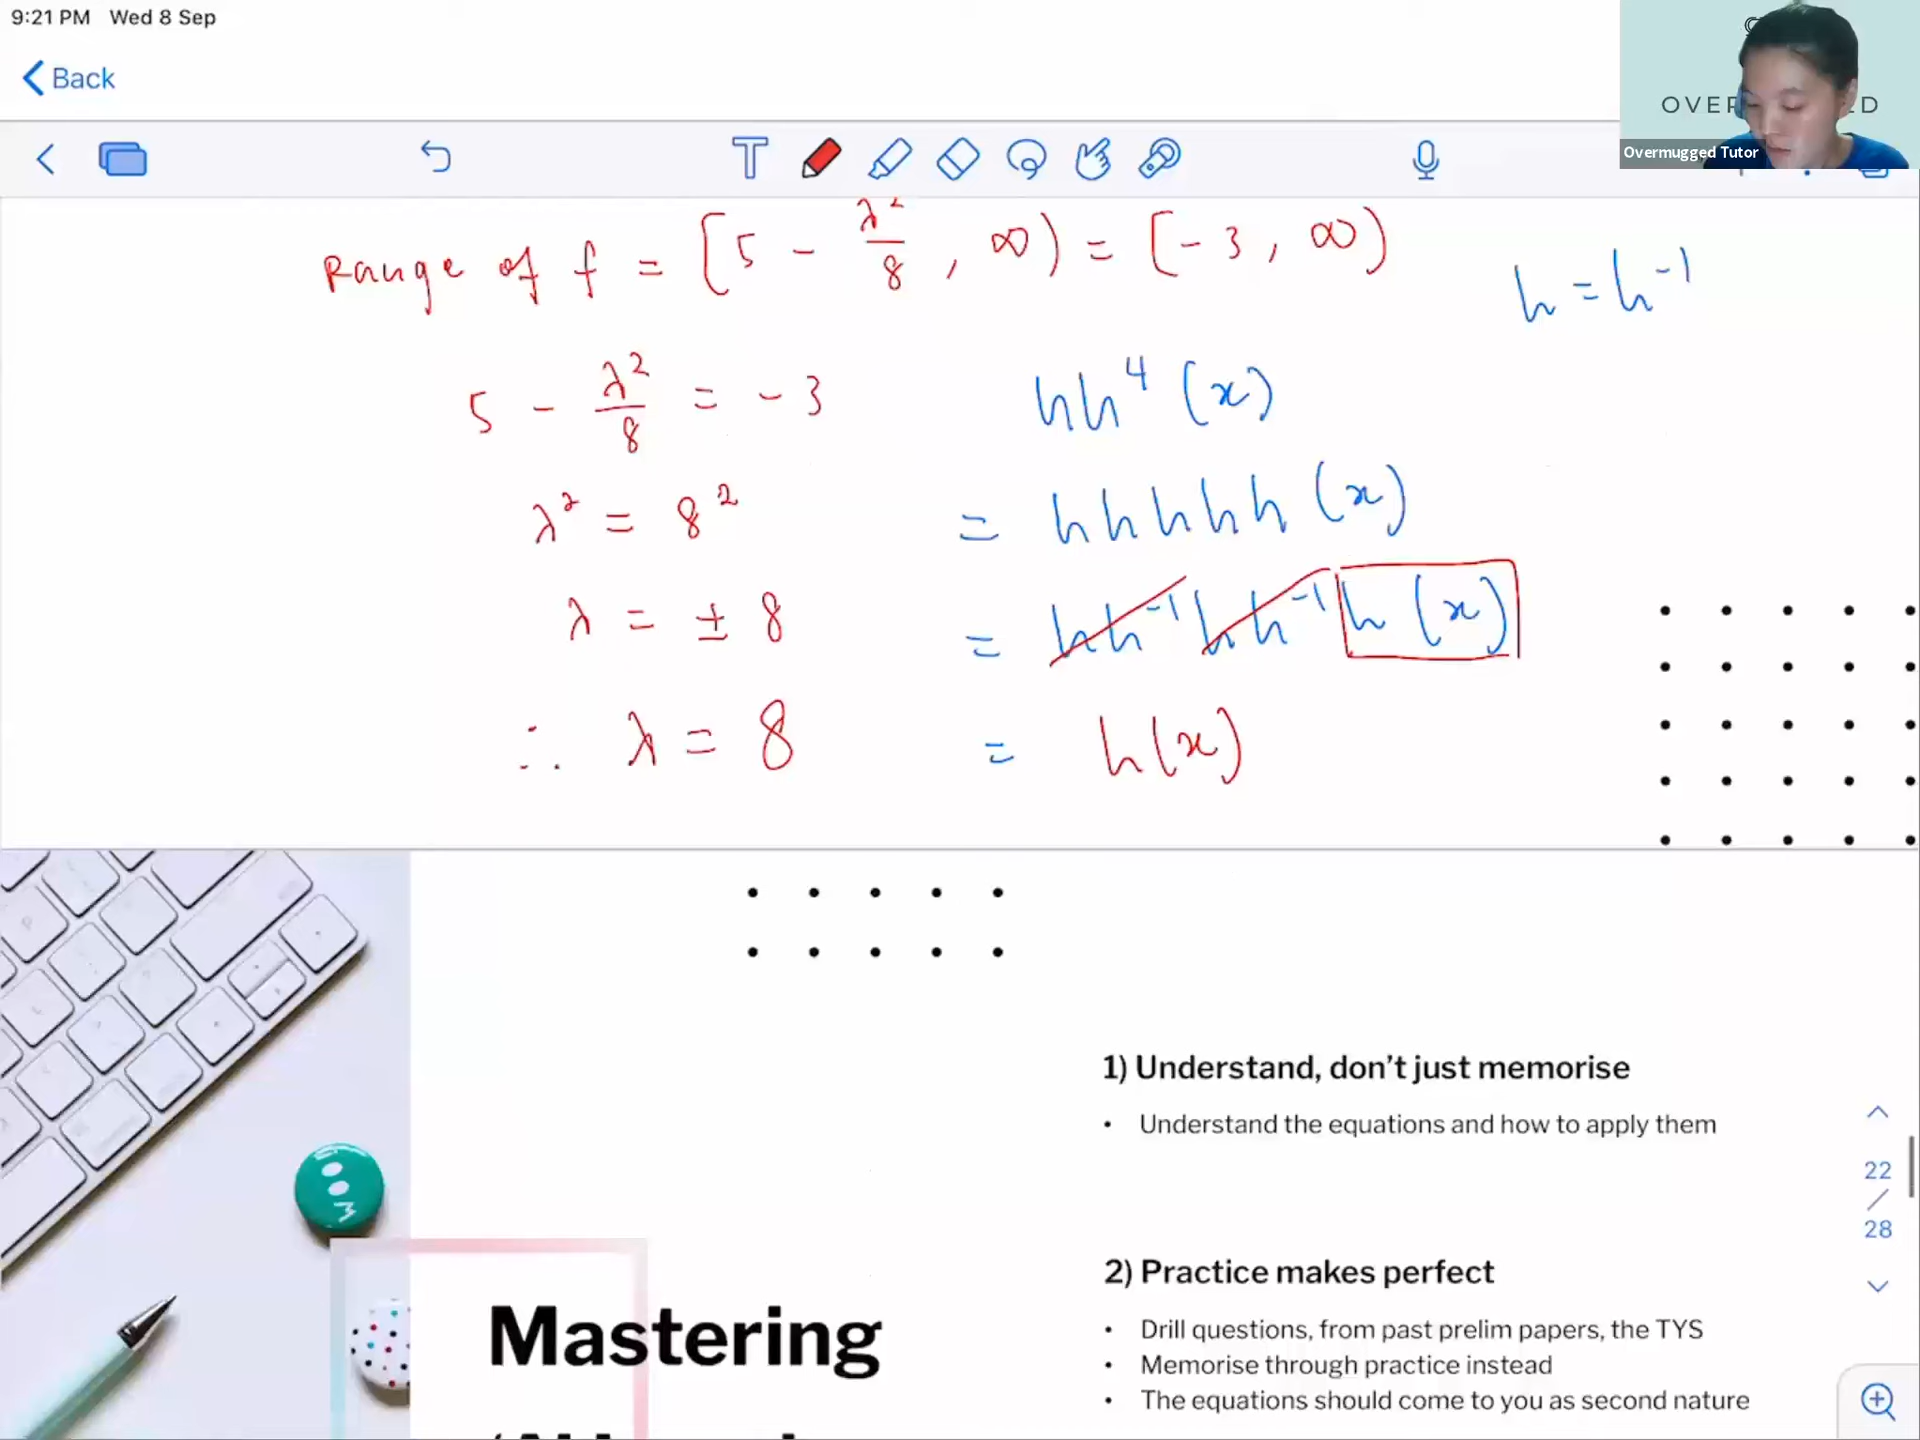 9:21 PM Wed 8 Sep
Back
OVER ED
Overmugged Tutor
Range of f = [5 - λ²/8, ∞) = [-3, ∞)
h = h⁻¹
5 - λ²/8 = -3
hh⁴(x)
λ² = 8²
= hhhhh(x)
λ = ± 8
= hh⁻¹hh⁻¹h(x)
∴ λ = 8
= h(x)
1) Understand, don't just memorise
• Understand the equations and how to apply them
22
/
28
2) Practice makes perfect
• Drill questions, from past prelim papers, the TYS
• Memorise through practice instead
• The equations should come to you as second nature
Mastering